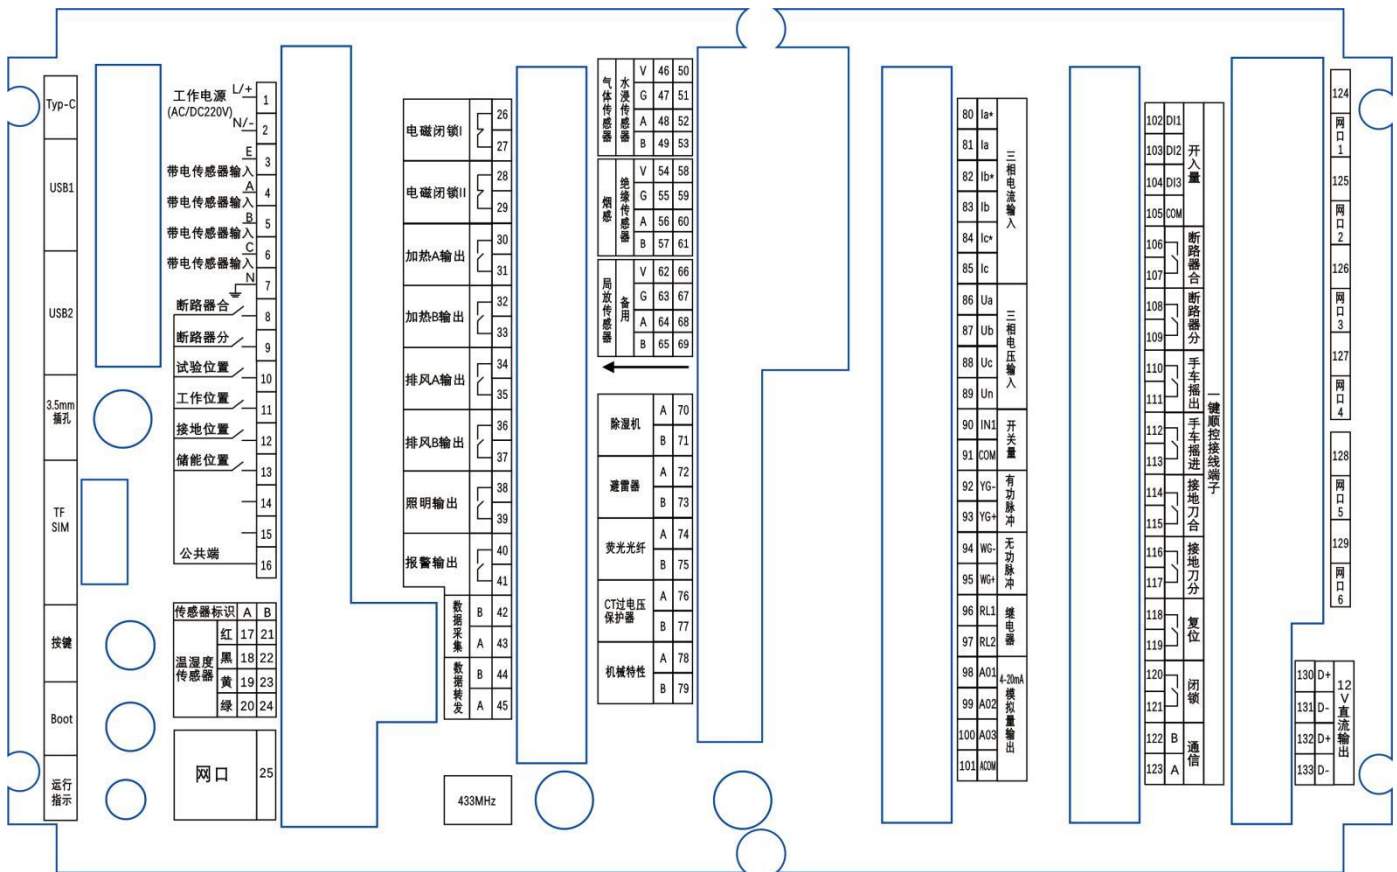 Typ-C
USB1
USB2
3.5mm
插孔
TF
SIM
按键
Boot
运行
指示
工作电源
(AC/DC220V)
L/+
1
N/-
2
E
带电传感器输入
3
A
带电传感器输入
4
B
带电传感器输入
5
C
带电传感器输入
6
N
7
断路器合
8
断路器分
9
试验位置
10
工作位置
11
接地位置
12
储能位置
13
14
15
公共端
16
传感器标识 A B
温湿度
传感器
红 17 21
黑 18 22
黄 19 23
绿 20 24
网口 25
电磁闭锁I
26
27
电磁闭锁II
28
29
加热A输出
30
31
加热B输出
32
33
排风A输出
34
35
排风B输出
36
37
照明输出
38
39
报警输出
40
41
数据采集
B 42
A 43
数据转发
B 44
A 45
433MHz
气体传感器
水浸传感器
V 46 50
G 47 51
A 48 52
B 49 53
烟感
绝缘传感器
V 54 58
G 55 59
A 56 60
B 57 61
局放传感器
备用
V 62 66
G 63 67
A 64 68
B 65 69
除湿机
A 70
B 71
避雷器
A 72
B 73
荧光光纤
A 74
B 75
CT过电压
保护器
A 76
B 77
机械特性
A 78
B 79
80 Ia*
81 Ia
82 Ib*
83 Ib
84 Ic*
85 Ic
三相电流输入
86 Ua
87 Ub
88 Uc
89 Un
三相电压输入
90 IN1
91 COM
开关量
92 YG-
93 YG+
有功脉冲
94 WG-
95 WG+
无功脉冲
96 RL1
97 RL2
继电器
98 A01
99 A02
100 A03
101 ACOM
4-20mA
模拟量输出
102 DI1
103 DI2
104 DI3
105 COM
开入量
106
107
断路器合
108
109
断路器分
110
111
手车摇出
112
113
手车摇进
114
115
接地刀合
116
117
接地刀分
118
119
复位
120
121
闭锁
122 B
123 A
通信
一键顺控接线端子
124
网口1
125
网口2
126
网口3
127
网口4
128
网口5
129
网口6
130 D+
131 D-
132 D+
133 D-
12V直流输出